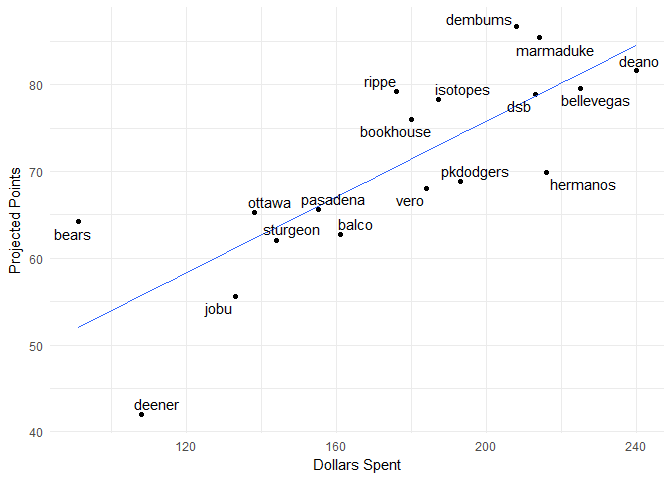 dembums
marmaduke
deano
rippe
isotopes
bellevegas
dsb
bookhouse
pkdodgers
hermanos
vero
ottawa
pasadena
balco
sturgeon
bears
jobu
deener
80
70
60
50
40
120
160
200
240
Projected Points
Dollars Spent